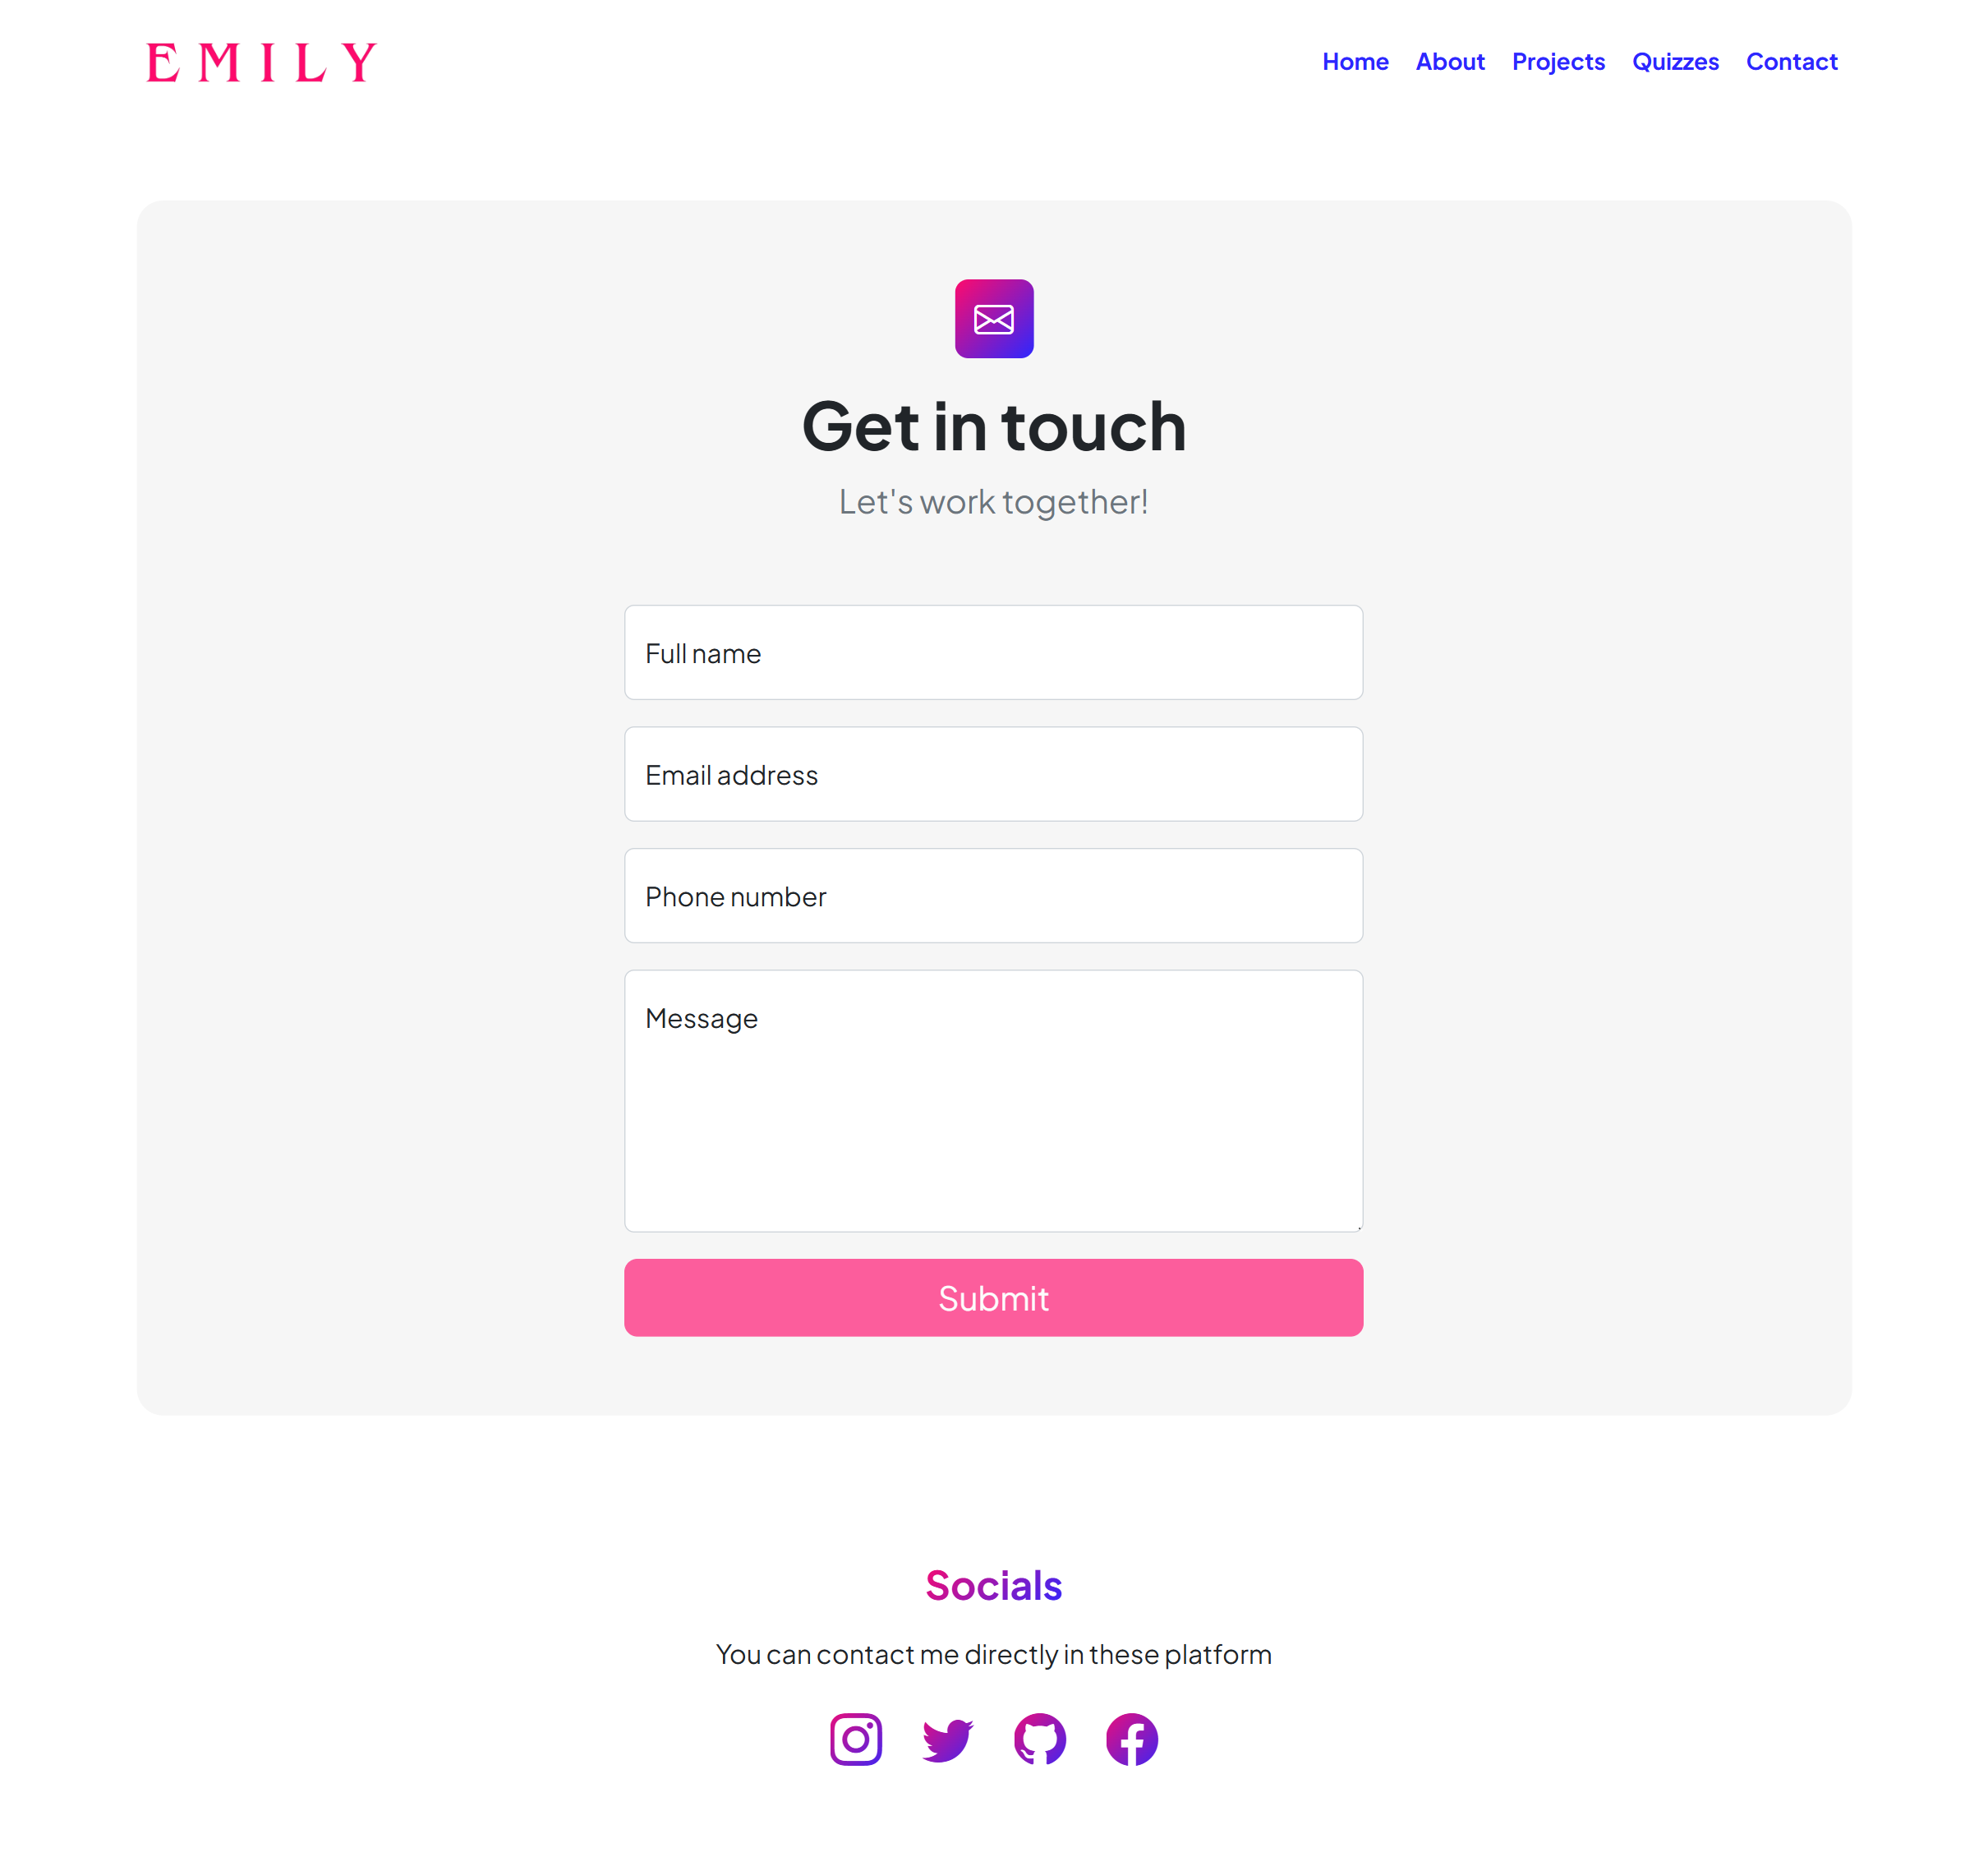 EMILY
Home About Projects Quizzes Contact
Get in touch
Let's work together!
Full name
Email address
Phone number
Message
Submit
Socials
You can contact me directly in these platform